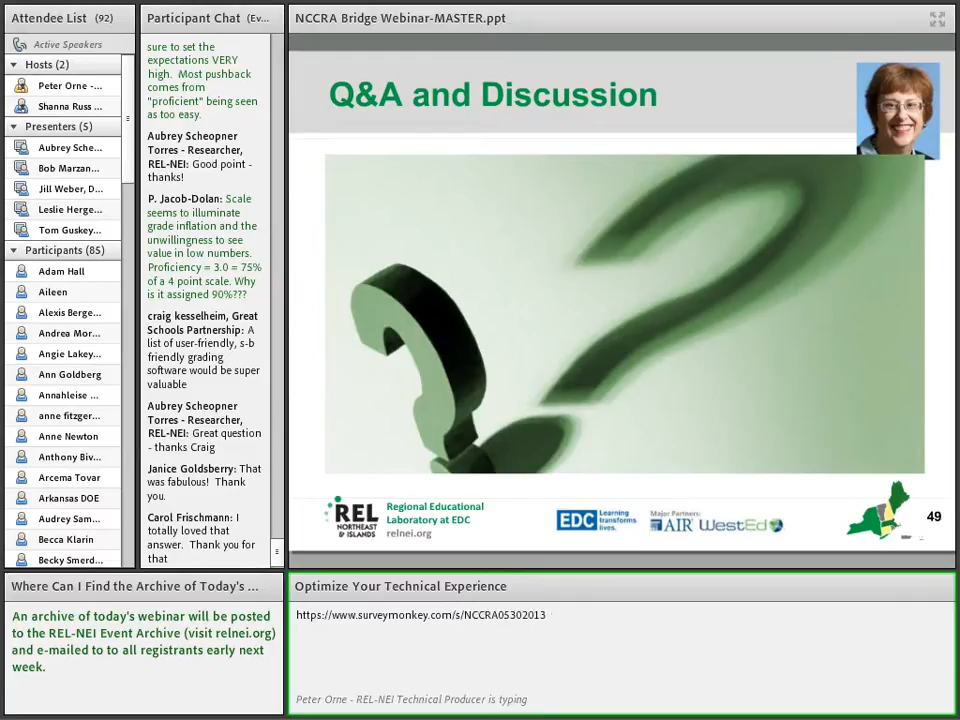 Attendee List (92)
Active Speakers
Hosts (2)
Peter Orne -...
Shanna Russ ...
Presenters (5)
Aubrey Sche...
Bob Marzan...
Jill Weber, D...
Leslie Herge...
Tom Guskey...
Participants (85)
Adam Hall
Aileen
Alexis Berge...
Andrea Mor...
Angie Lakey...
Ann Goldberg
Annahleise ...
anne fitzger...
Anne Newton
Anthony Biv...
Arcema Tovar
Arkansas DOE
Audrey Sam...
Becca Klarin
Becky Smerd...
Participant Chat (Ev...
sure to set the
expectations VERY
high. Most pushback
comes from
"proficient" being seen
as too easy.
Aubrey Scheopner
Torres - Researcher,
REL-NEI: Good point -
thanks!
P. Jacob-Dolan: Scale
seems to illuminate
grade inflation and the
unwillingness to see
value in low numbers.
Proficiency = 3.0 = 75%
of a 4 point scale. Why
is it assigned 90%???
craig kesselheim, Great
Schools Partnership: A
list of user-friendly, s-b
friendly grading
software would be super
valuable
Aubrey Scheopner
Torres - Researcher,
REL-NEI: Great question
- thanks Craig
Janice Goldsberry: That
was fabulous! Thank
you.
Carol Frischmann: I
totally loved that
answer. Thank you for
that
NCCRA Bridge Webinar-MASTER.ppt
Q&A and Discussion
REL
NORTHEAST
& ISLANDS
Regional Educational
Laboratory at EDC
relnei.org
EDC
Learning
transforms
lives.
Major Partners:
AIR WestEd
49
Where Can I Find the Archive of Today's ...
An archive of today's webinar will be posted
to the REL-NEI Event Archive (visit relnei.org)
and e-mailed to to all registrants early next
week.
Optimize Your Technical Experience
https://www.surveymonkey.com/s/NCCRA05302013
Peter Orne - REL-NEI Technical Producer is typing